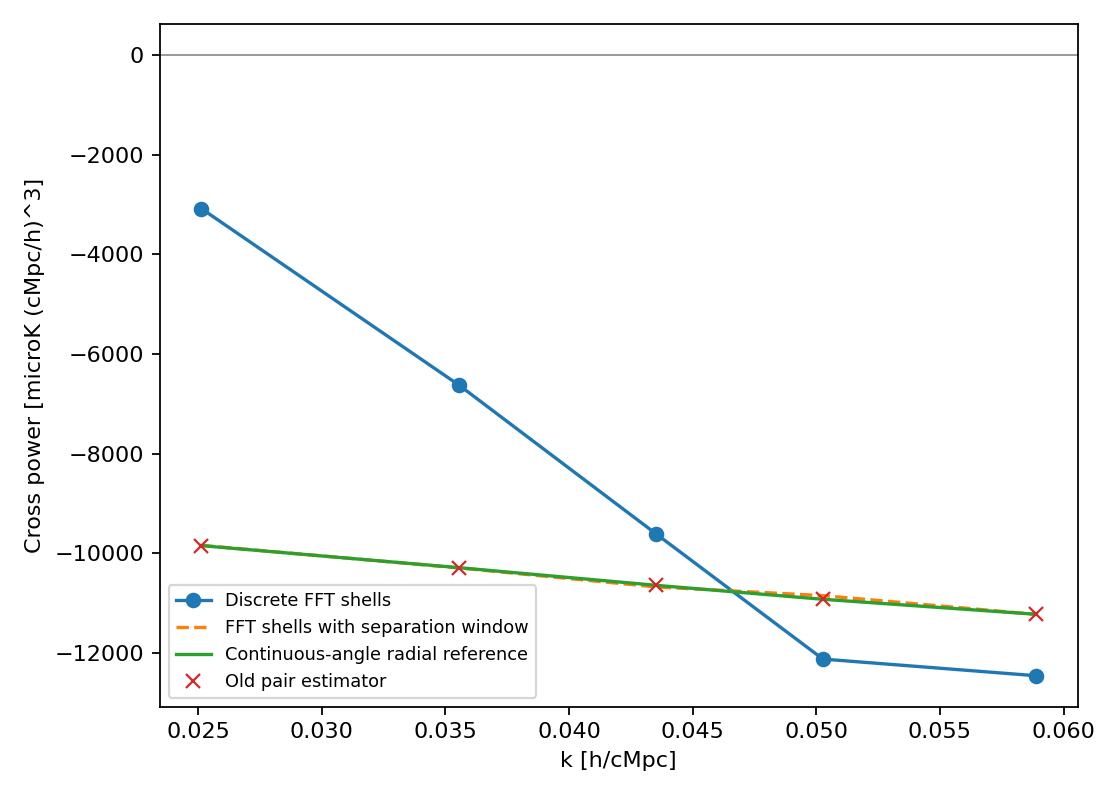 0
−2000
−4000
−6000
−8000
−10000
−12000
Cross power [microK (cMpc/h)^3]
Discrete FFT shells
FFT shells with separation window
Continuous-angle radial reference
Old pair estimator
0.025 0.030 0.035 0.040 0.045 0.050 0.055 0.060
k [h/cMpc]